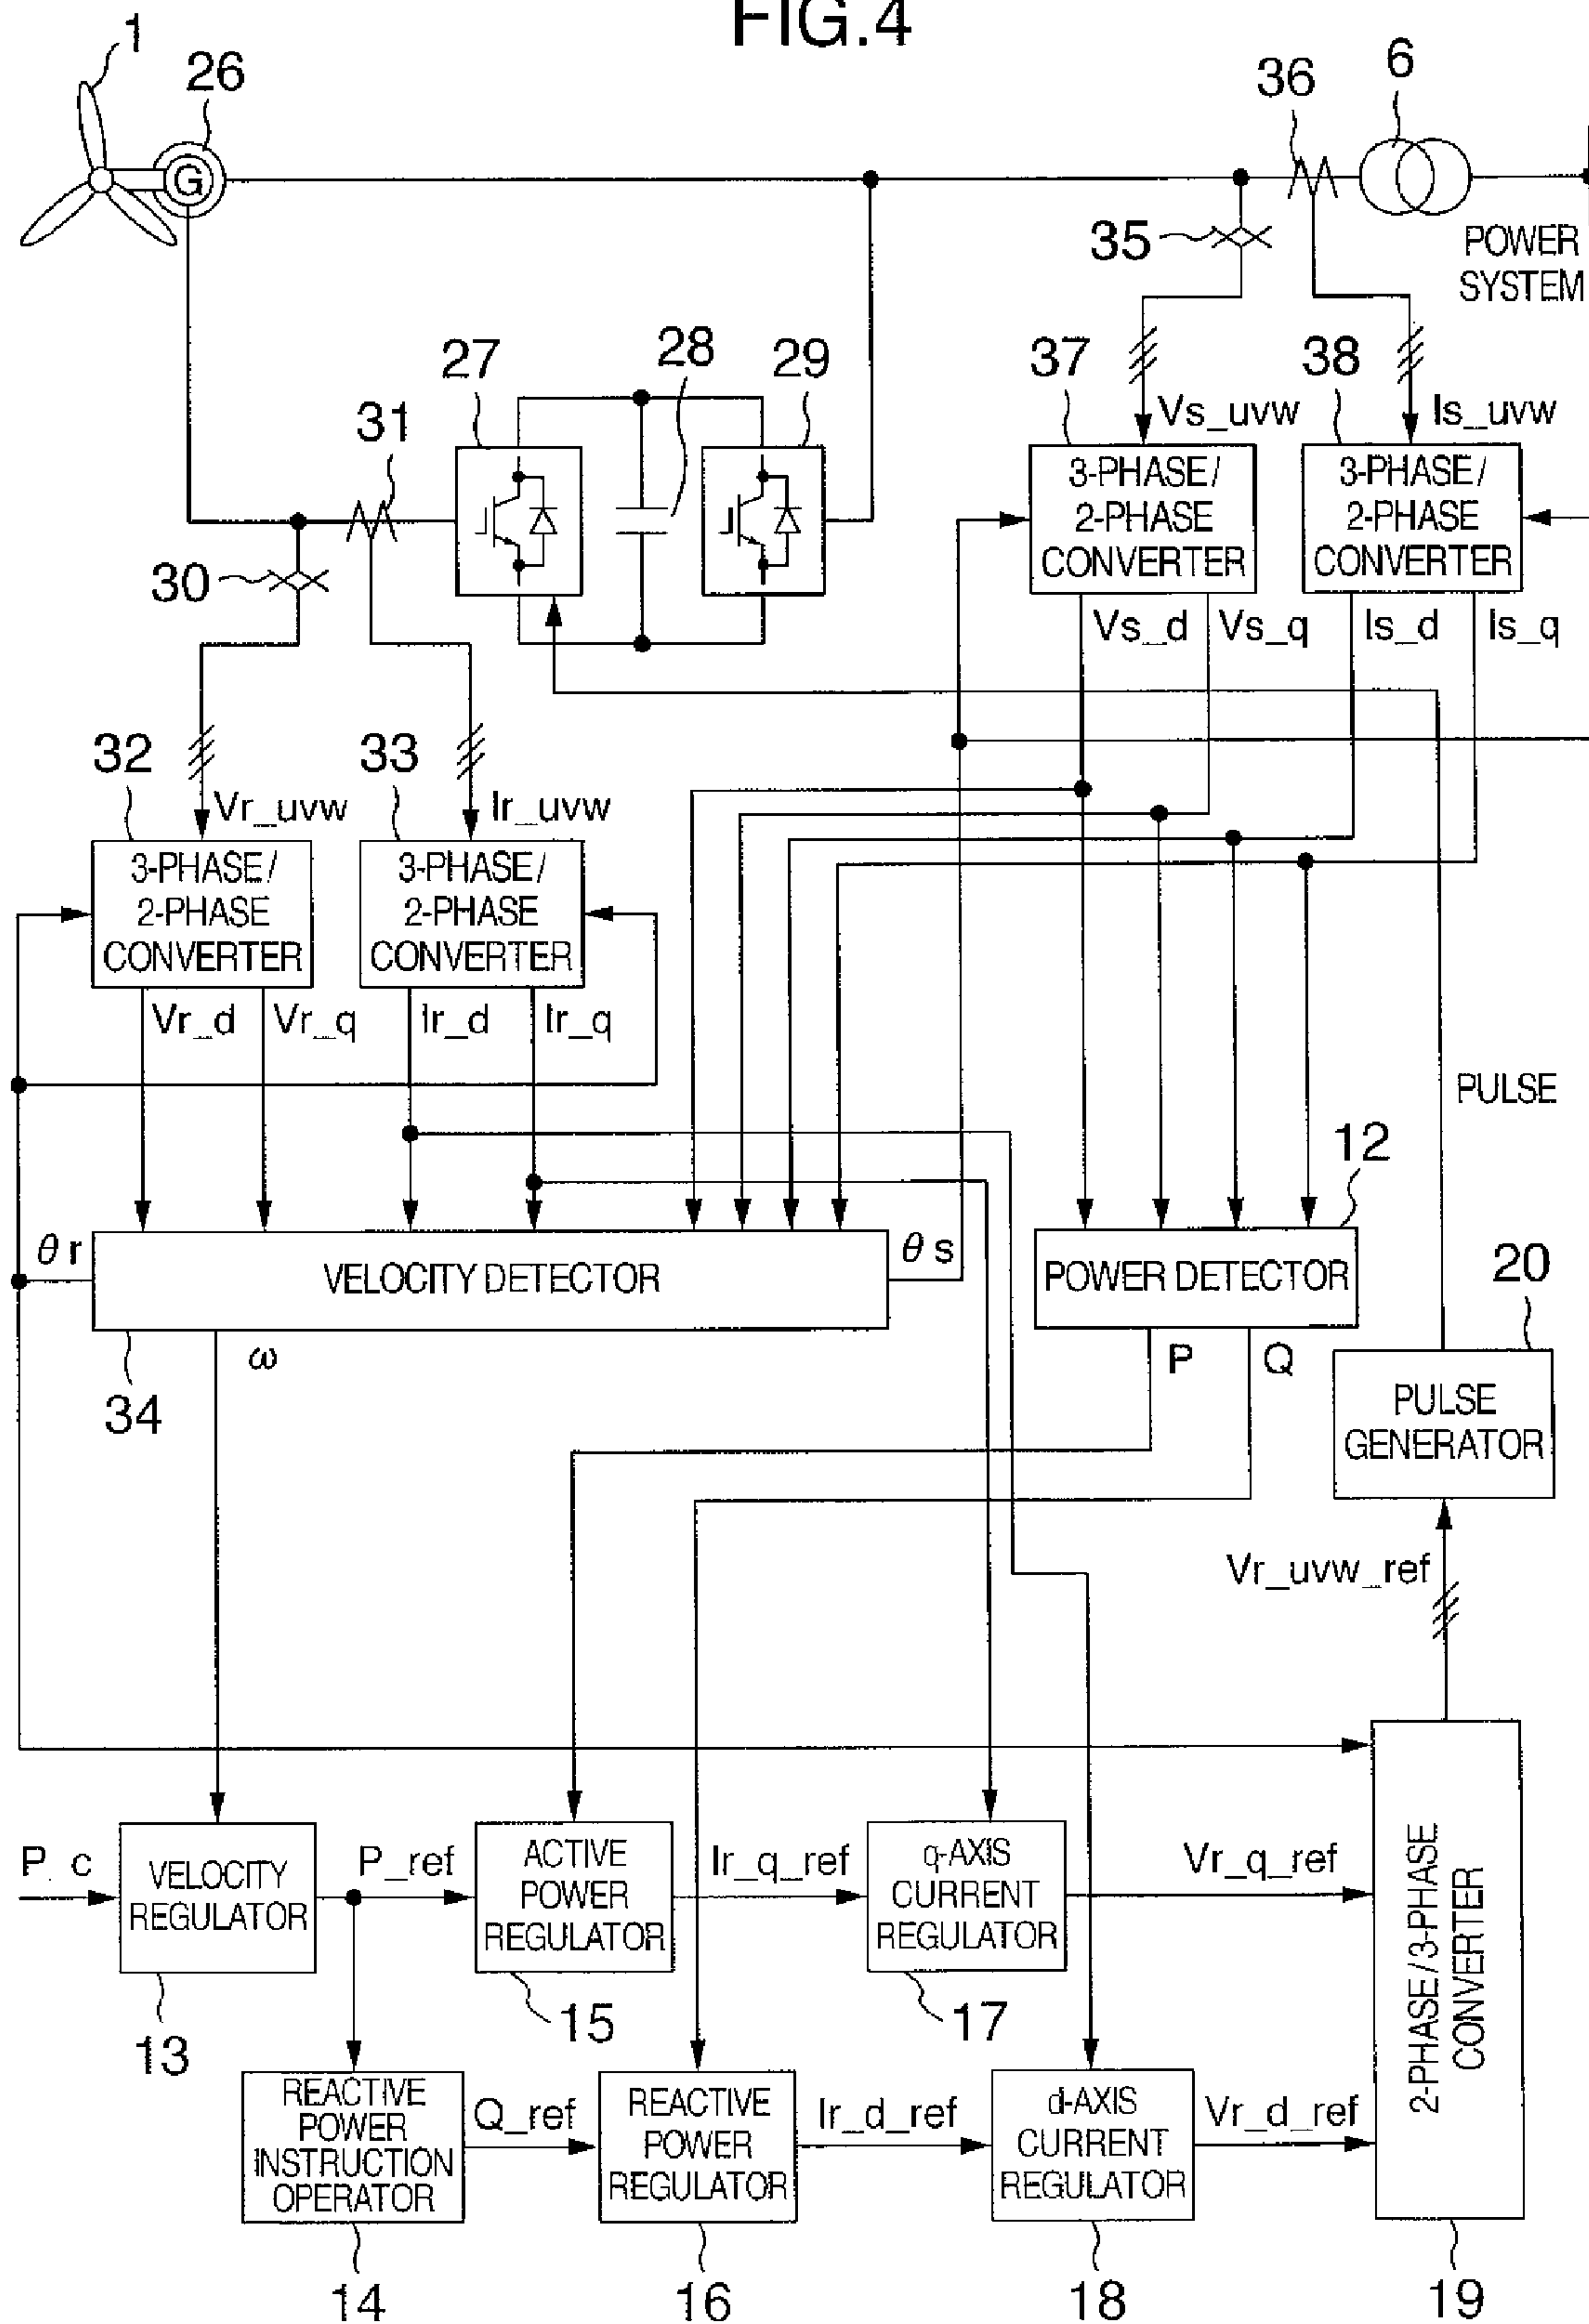 FIG.4
1
26
36
6
G
35
POWER
SYSTEM
27
28
29
37
38
31
Vs_uvw
Is_uvw
3-PHASE/
2-PHASE
CONVERTER
3-PHASE/
2-PHASE
CONVERTER
30
Vs_d
Vs_q
Is_d
Is_q
32
33
Vr_uvw
Ir_uvw
3-PHASE/
2-PHASE
CONVERTER
3-PHASE/
2-PHASE
CONVERTER
Vr_d
Vr_q
Ir_d
Ir_q
PULSE
12
θr
VELOCITY DETECTOR
θs
POWER DETECTOR
20
34
ω
P
Q
PULSE
GENERATOR
Vr_uvw_ref
P_c
VELOCITY
REGULATOR
P_ref
ACTIVE
POWER
REGULATOR
Ir_q_ref
q-AXIS
CURRENT
REGULATOR
Vr_q_ref
2-PHASE/3-PHASE
CONVERTER
13
15
17
REACTIVE
POWER
INSTRUCTION
OPERATOR
Q_ref
REACTIVE
POWER
REGULATOR
Ir_d_ref
d-AXIS
CURRENT
REGULATOR
Vr_d_ref
14
16
18
19